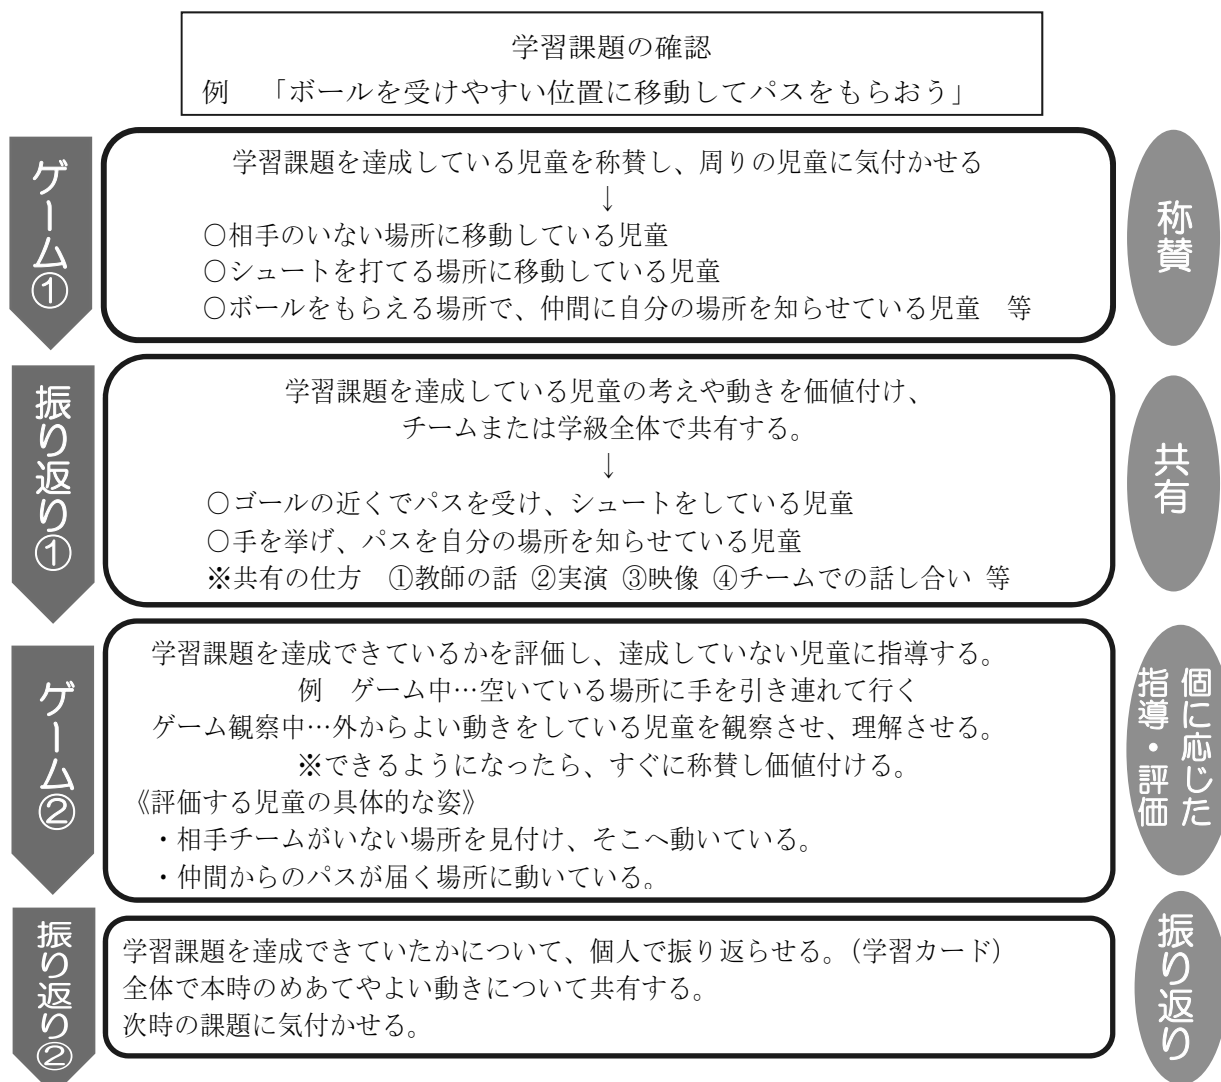 学習課題の確認
例　「ボールを受けやすい位置に移動してパスをもらおう」
ゲーム①
学習課題を達成している児童を称賛し、周りの児童に気付かせる
↓
○相手のいない場所に移動している児童
○シュートを打てる場所に移動している児童
○ボールをもらえる場所で、仲間に自分の場所を知らせている児童　等
称賛
振り返り①
学習課題を達成している児童の考えや動きを価値付け、
チームまたは学級全体で共有する。
↓
○ゴールの近くでパスを受け、シュートをしている児童
○手を挙げ、パスを自分の場所を知らせている児童
※共有の仕方　①教師の話 ②実演 ③映像 ④チームでの話し合い 等
共有
ゲーム②
学習課題を達成できているかを評価し、達成していない児童に指導する。
例　ゲーム中…空いている場所に手を引き連れて行く
ゲーム観察中…外からよい動きをしている児童を観察させ、理解させる。
※できるようになったら、すぐに称賛し価値付ける。
《評価する児童の具体的な姿》
・相手チームがいない場所を見付け、そこへ動いている。
・仲間からのパスが届く場所に動いている。
個に応じた
指導・評価
振り返り②
学習課題を達成できていたかについて、個人で振り返らせる。（学習カード）
全体で本時のめあてやよい動きについて共有する。
次時の課題に気付かせる。
振り返り